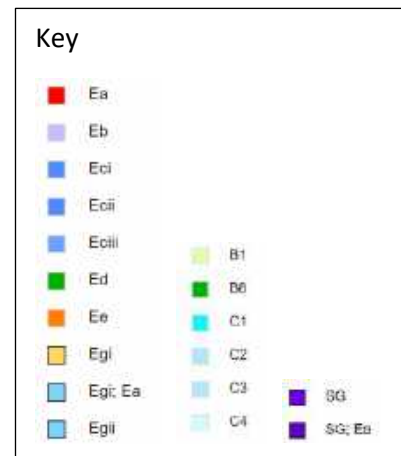 Key
Ea
Eb
Eci
Ecii
Eciii
Ed
Ee
Egi
Egi; Ea
Egii
B1
B6
C1
C2
C3
C4
SG
SG; Ea